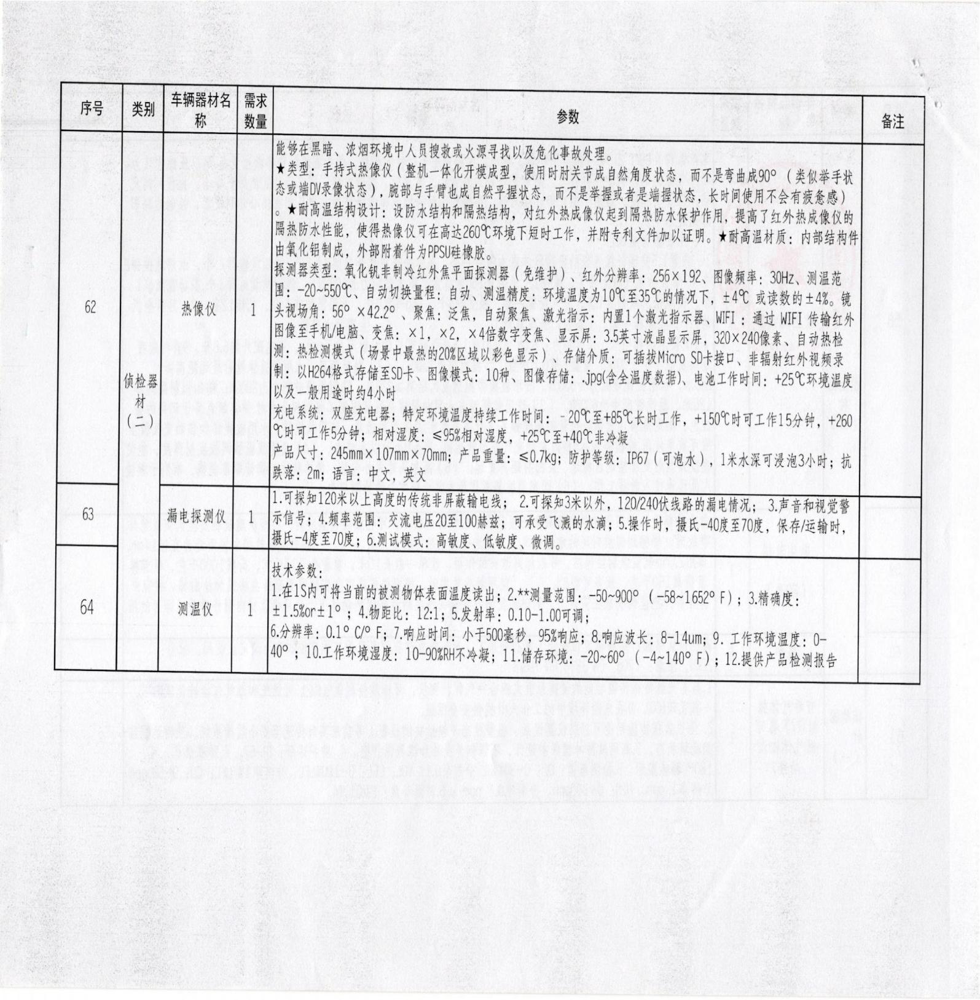 序号
类别
车辆器材名
称
需求
数量
参数
备注
62
侦检器
材
（二）
热像仪
1
能够在黑暗、浓烟环境中人员搜救或火源寻找以及危化事故处理。
★类型：手持式热像仪（整机一体化开模成型，使用时肘关节成自然角度状态，而不是弯曲成90°（类似举手状
态或端DV录像状态），腕部与手臂也成自然平握状态，而不是举握或者是端握状态，长时间使用不会有疲惫感）
。★耐高温结构设计：设防水结构和隔热结构，对红外热成像仪起到隔热防水保护作用，提高了红外热成像仪的
隔热防水性能，使得热像仪可在高达260℃环境下短时工作，并附专利文件加以证明。★耐高温材质：内部结构件
由氧化铝制成，外部附着件为PPSU硅橡胶。
探测器类型：氧化钒非制冷红外焦平面探测器（免维护）、红外分辨率：256×192、图像频率：30Hz、测温范
围：-20~550℃、自动切换量程：自动、测温精度：环境温度为10℃至35℃的情况下，±4℃ 或读数的±4%。镜
头视场角：56° ×42.2° 、聚焦：泛焦，自动聚焦、激光指示：内置1个激光指示器、WIFI ：通过 WIFI 传输红外
图像至手机/电脑、变焦：×1，×2，×4倍数字变焦、显示屏：3.5英寸液晶显示屏，320×240像素、自动热检
测：热检测模式（场景中最热的20%区域以彩色显示）、存储介质：可插拔Micro SD卡接口、非辐射红外视频录
制：以H264格式存储至SD卡、图像模式：10种、图像存储：.jpg(含全温度数据)、电池工作时间：+25℃环境温度
以及一般用途时约4小时
充电系统：双座充电器；特定环境温度持续工作时间：-20℃至+85℃长时工作，+150℃时可工作15分钟，+260
℃时可工作5分钟；相对湿度：≤95%相对湿度，+25℃至+40℃非冷凝
产品尺寸：245mm×107mm×70mm；产品重量：≤0.7kg；防护等级：IP67（可泡水），1米水深可浸泡3小时；抗
跌落：2m；语言：中文，英文
63
漏电探测仪
1
1.可探知120米以上高度的传统非屏蔽输电线； 2.可探知3米以外，120/240伏线路的漏电情况； 3.声音和视觉警
示信号；4.频率范围：交流电压20至100赫兹；可承受飞溅的水滴；5.操作时，摄氏-40度至70度，保存/运输时，
摄氏-4度至70度；6.测试模式：高敏度、低敏度、微调。
64
测温仪
1
技术参数：
1.在1S内可将当前的被测物体表面温度读出；2.**测量范围：-50~900° （-58~1652° F）；3.精确度：
±1.5%or±1° ；4.物距比：12:1；5.发射率：0.10-1.00可调；
6.分辨率：0.1° C/° F；7.响应时间：小于500毫秒，95%响应；8.响应波长：8-14um；9. 工作环境温度：0-
40° ；10.工作环境湿度：10-90%RH不冷凝；11.储存环境：-20~60° （-4~140° F）；12.提供产品检测报告